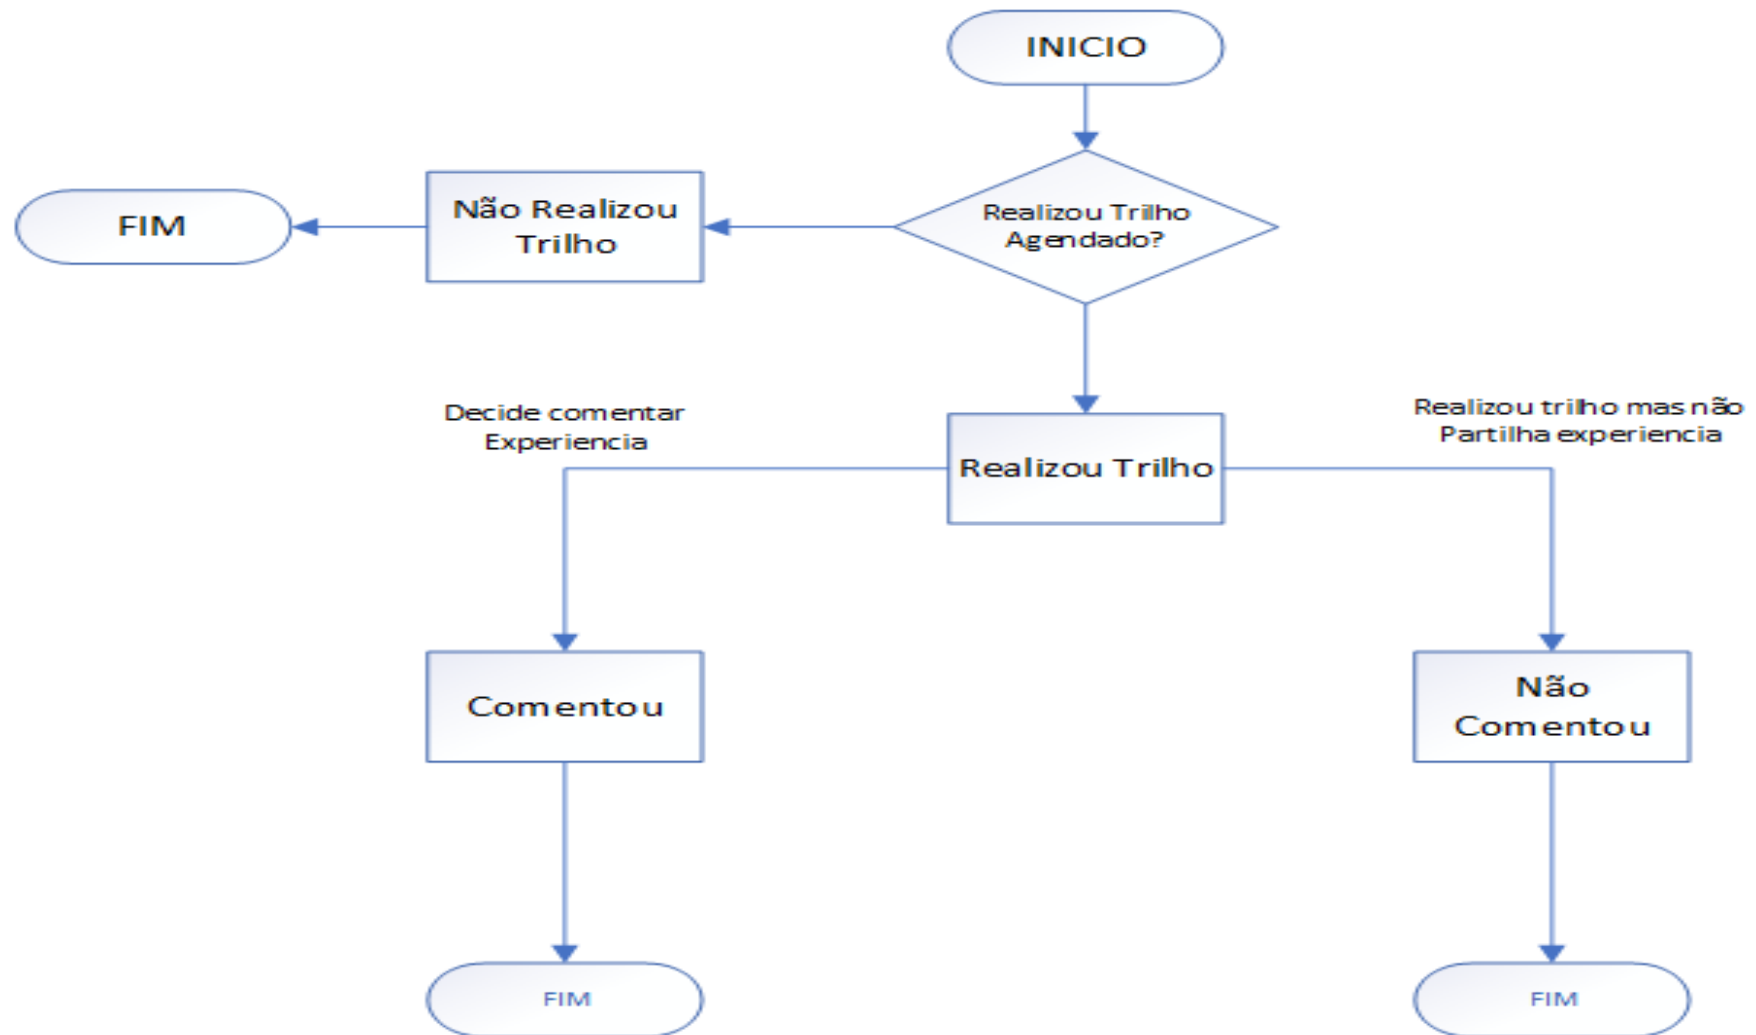 INICIO
FIM
Não Realizou
Trilho
Realizou Trilho
Agendado?
Decide comentar
Experiencia
Realizou trilho mas não
Partilha experiencia
Realizou Trilho
Comentou
Não
Comentou
FIM
FIM